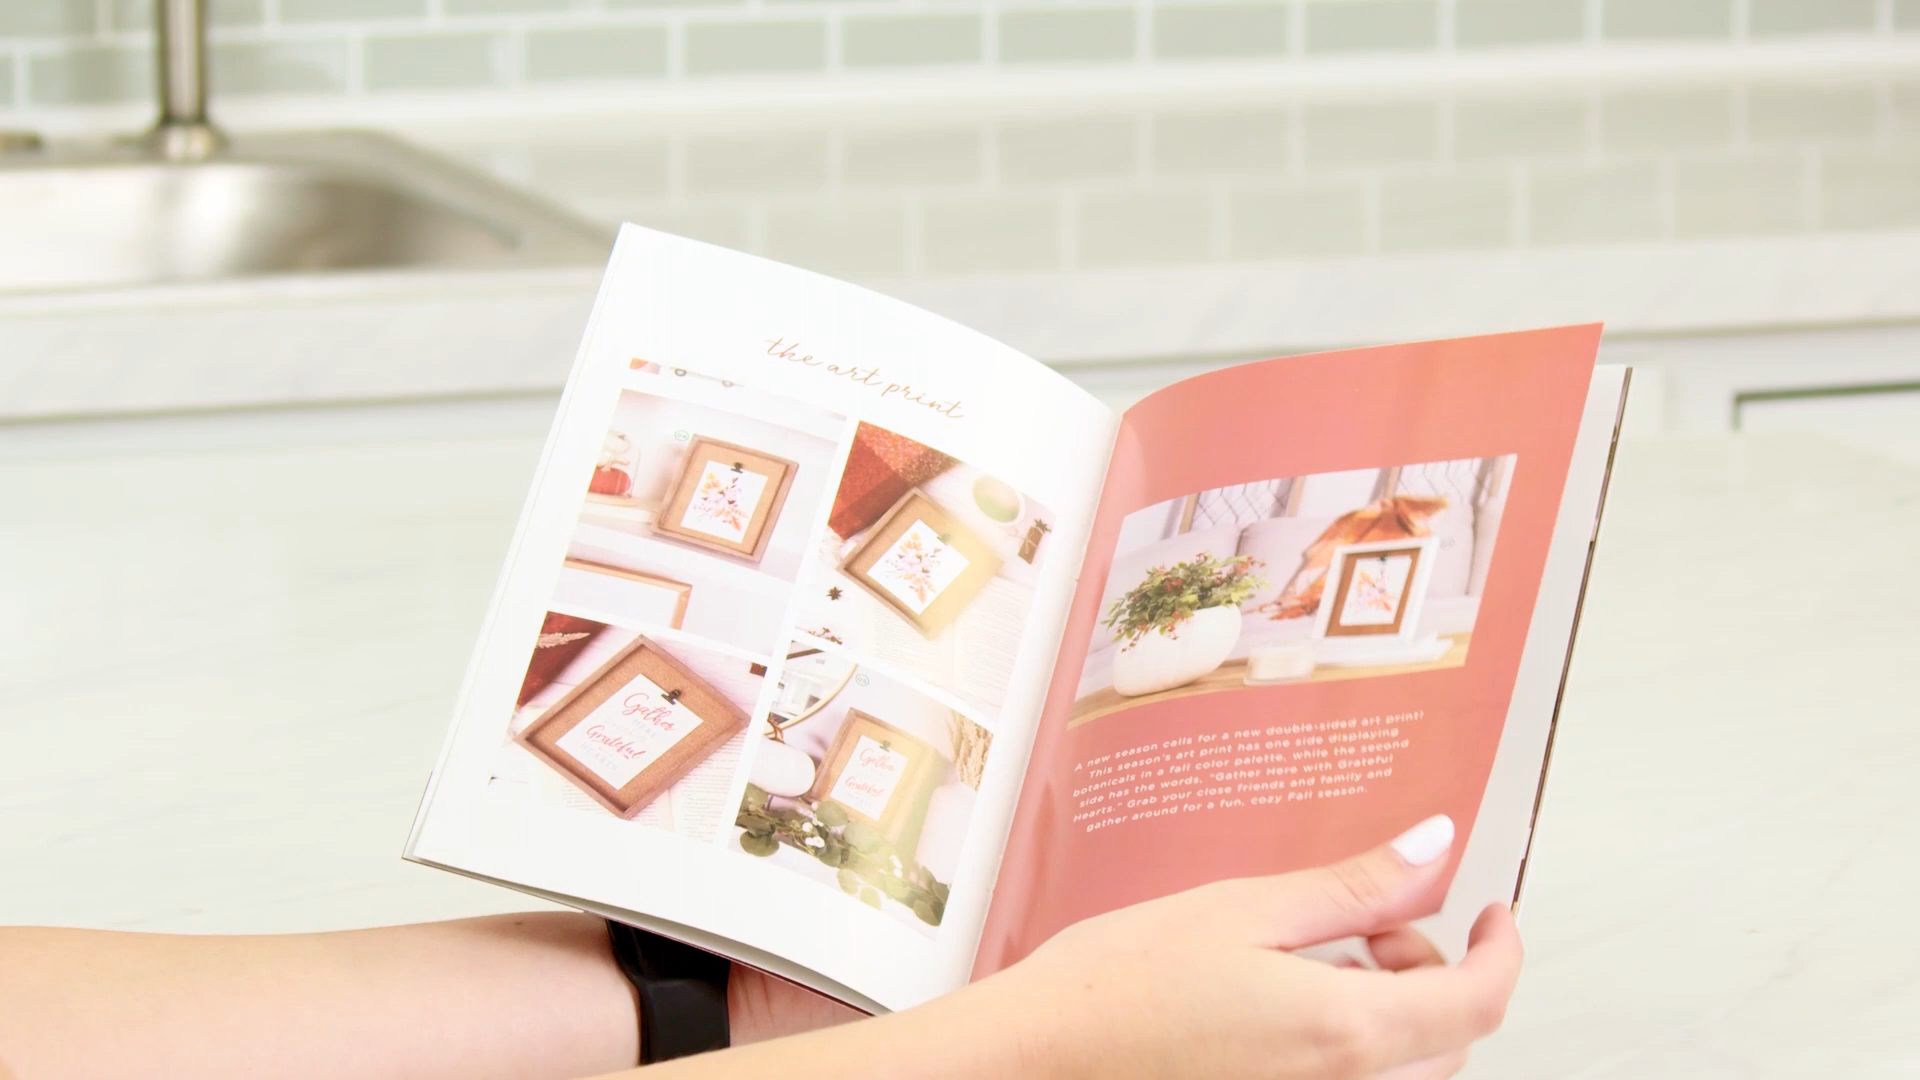 the art print
Gather
HERE
Grateful
HEARTS
Gather
Grateful
A new season calls for a new double-sided art print!
This season's art print has one side displaying
botanicals in a fall color palette, while the second
side has the words, "Gather Here with Grateful
Hearts." Grab your close friends and family and
gather around for a fun, cozy Fall season.